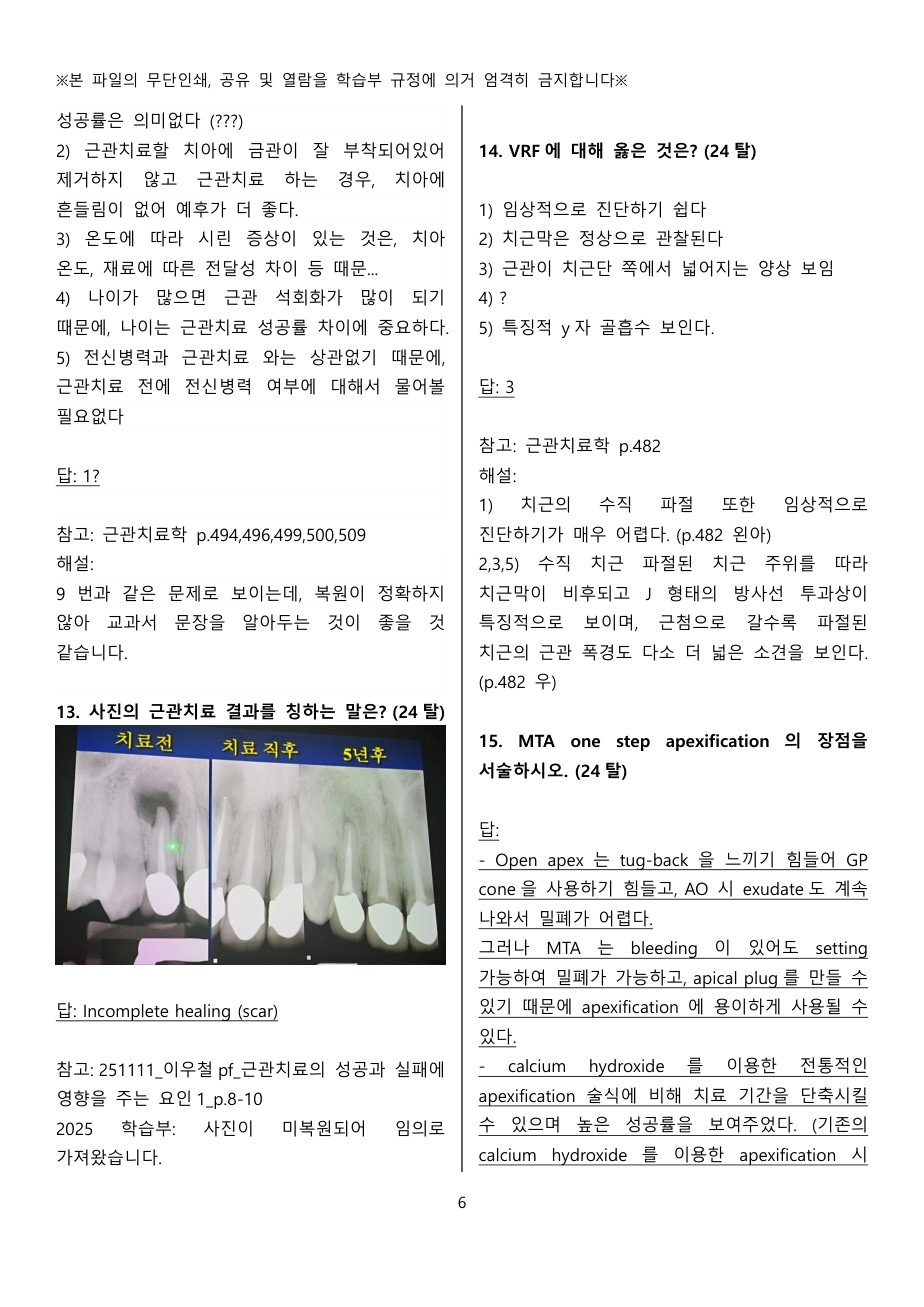 ※본 파일의 무단인쇄, 공유 및 열람을 학습부 규정에 의거 엄격히 금지합니다※
성공률은 의미없다 (???)
2) 근관치료할 치아에 금관이 잘 부착되어있어
제거하지 않고 근관치료 하는 경우, 치아에
흔들림이 없어 예후가 더 좋다.
3) 온도에 따라 시린 증상이 있는 것은, 치아
온도, 재료에 따른 전달성 차이 등 때문...
4) 나이가 많으면 근관 석회화가 많이 되기
때문에, 나이는 근관치료 성공률 차이에 중요하다.
5) 전신병력과 근관치료 와는 상관없기 때문에,
근관치료 전에 전신병력 여부에 대해서 물어볼
필요없다
답: 1?
참고: 근관치료학 p.494,496,499,500,509
해설:
9 번과 같은 문제로 보이는데, 복원이 정확하지
않아 교과서 문장을 알아두는 것이 좋을 것
같습니다.
13. 사진의 근관치료 결과를 칭하는 말은? (24 탈)
치료전 치료 직후 5년후
답: Incomplete healing (scar)
참고: 251111_이우철 pf_근관치료의 성공과 실패에
영향을 주는 요인 1_p.8-10
2025 학습부: 사진이 미복원되어 임의로
가져왔습니다.
14. VRF 에 대해 옳은 것은? (24 탈)
1) 임상적으로 진단하기 쉽다
2) 치근막은 정상으로 관찰된다
3) 근관이 치근단 쪽에서 넓어지는 양상 보임
4) ?
5) 특징적 y 자 골흡수 보인다.
답: 3
참고: 근관치료학 p.482
해설:
1) 치근의 수직 파절 또한 임상적으로
진단하기가 매우 어렵다. (p.482 왼아)
2,3,5) 수직 치근 파절된 치근 주위를 따라
치근막이 비후되고 J 형태의 방사선 투과상이
특징적으로 보이며, 근첨으로 갈수록 파절된
치근의 근관 폭경도 다소 더 넓은 소견을 보인다.
(p.482 우)
15. MTA one step apexification 의 장점을
서술하시오. (24 탈)
답:
- Open apex 는 tug-back 을 느끼기 힘들어 GP
cone 을 사용하기 힘들고, AO 시 exudate 도 계속
나와서 밀폐가 어렵다.
그러나 MTA 는 bleeding 이 있어도 setting
가능하여 밀폐가 가능하고, apical plug 를 만들 수
있기 때문에 apexification 에 용이하게 사용될 수
있다.
- calcium hydroxide 를 이용한 전통적인
apexification 술식에 비해 치료 기간을 단축시킬
수 있으며 높은 성공률을 보여주었다. (기존의
calcium hydroxide 를 이용한 apexification 시
6